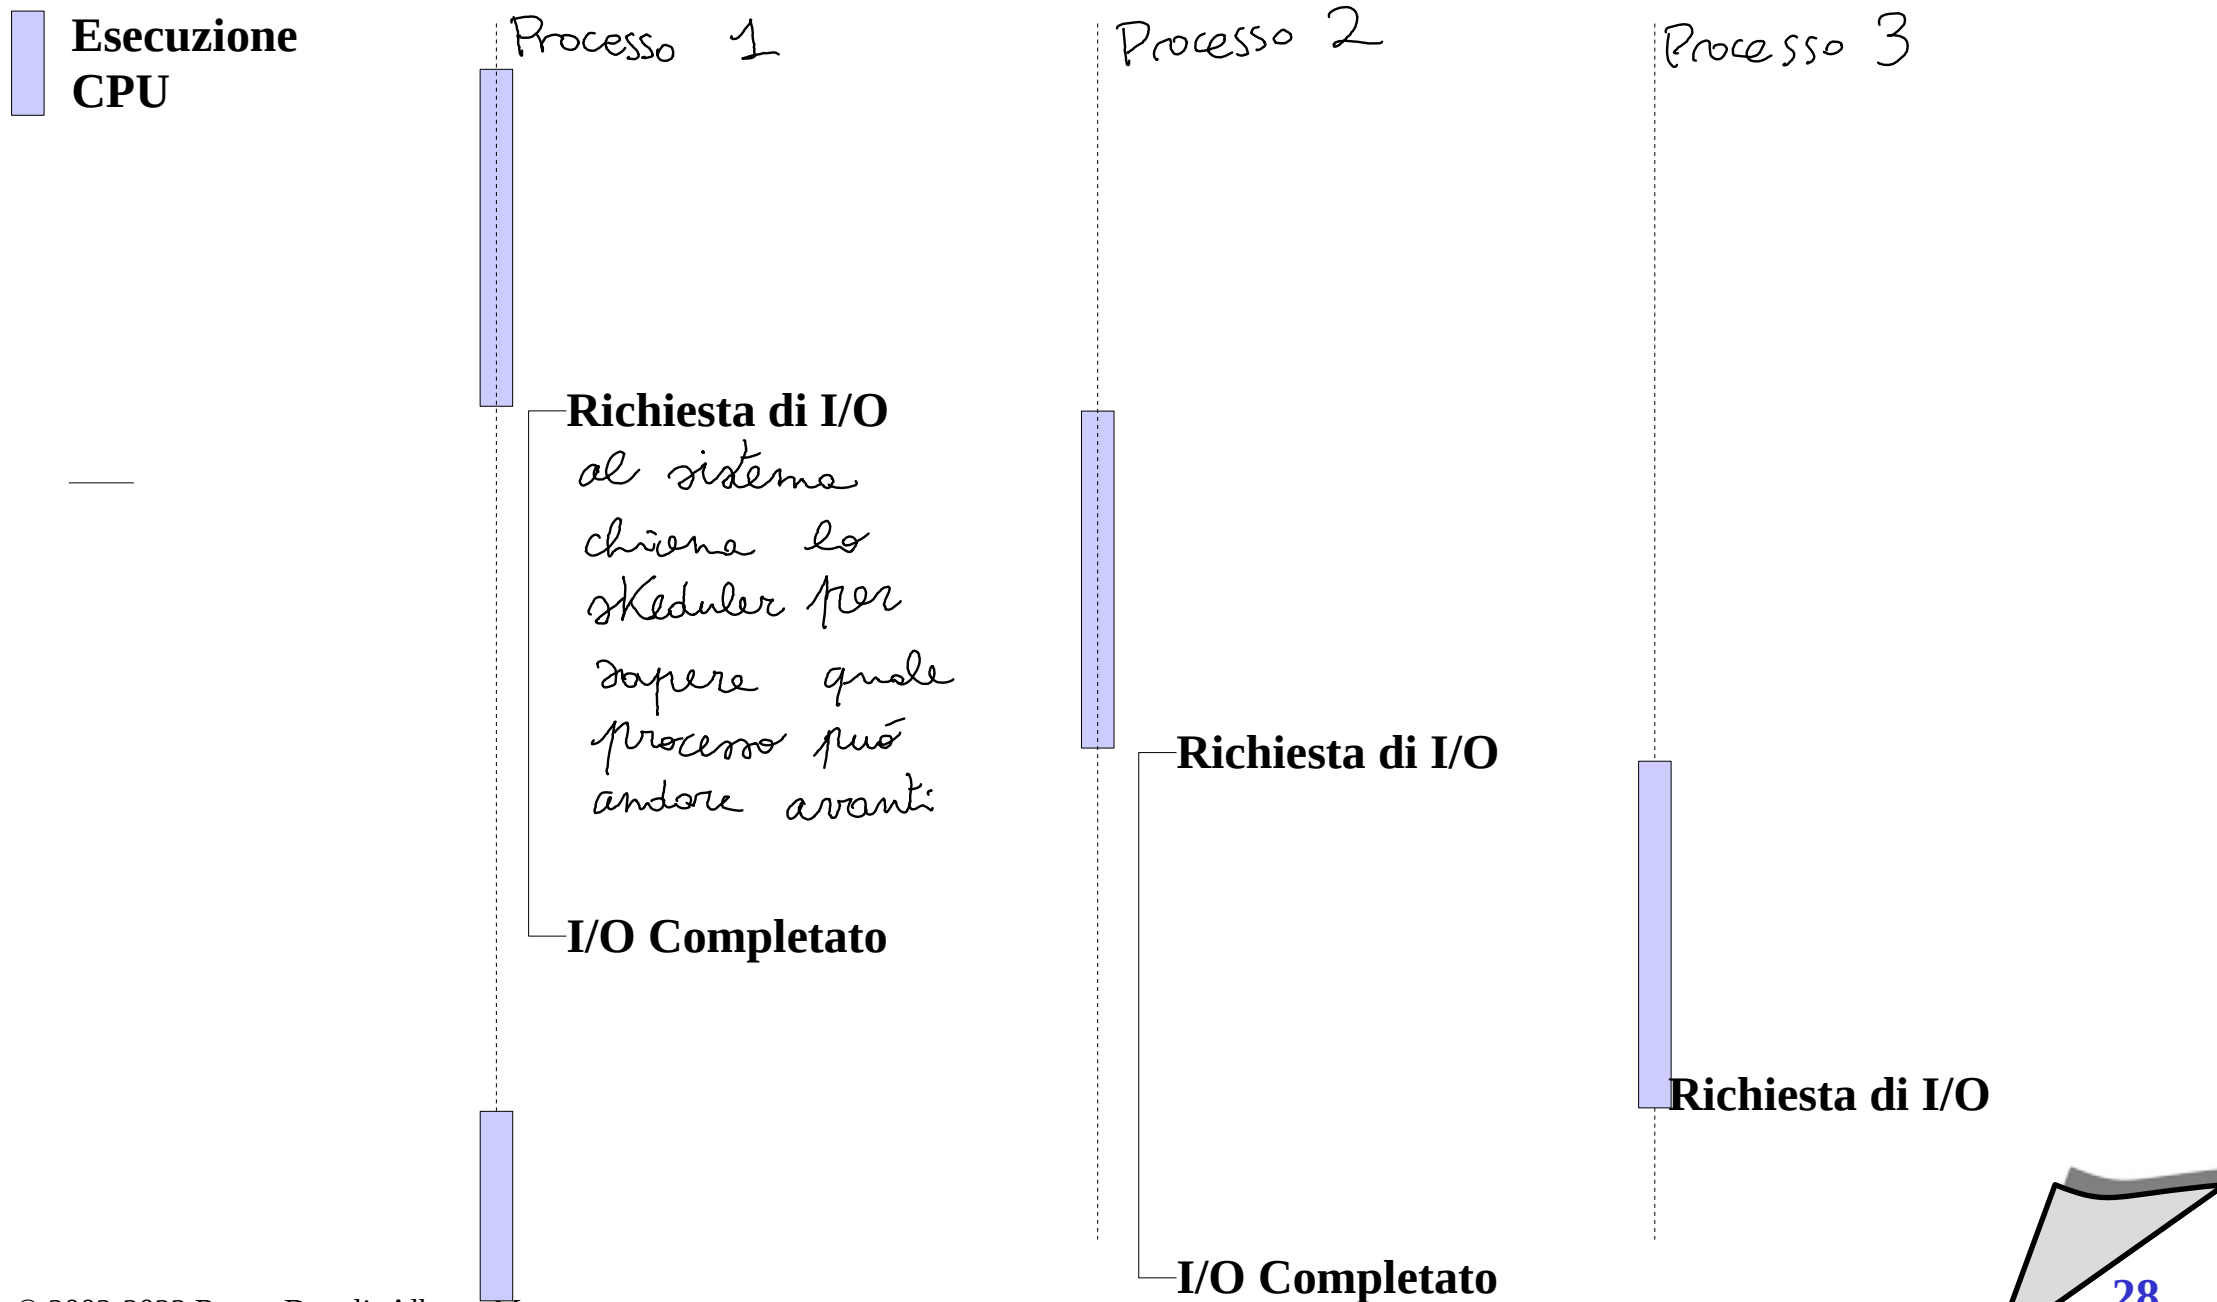 Esecuzione
CPU
Processo 1
Processo 2
Processo 3
Richiesta di I/O
al sistema
chiama lo
skeduler per
sapere quale
processo può
andare avanti
I/O Completato
Richiesta di I/O
I/O Completato
Richiesta di I/O
28